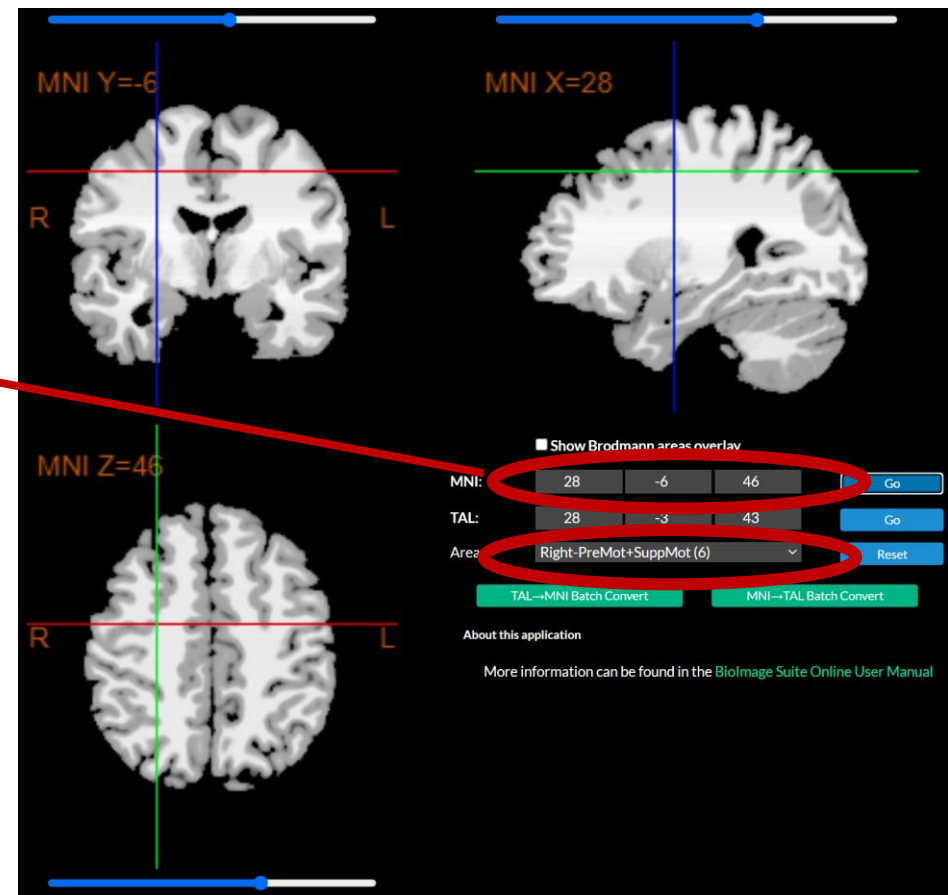 MNI Y=-6
MNI X=28
R
L
MNI Z=46
Show Brodmann areas overlay
MNI: 28 -6 46 Go
TAL: 28 -3 43 Go
Area Right-PreMot+SuppMot (6) Reset
TAL→MNI Batch Convert MNI→TAL Batch Convert
R
L
About this application
More information can be found in the BioImage Suite Online User Manual